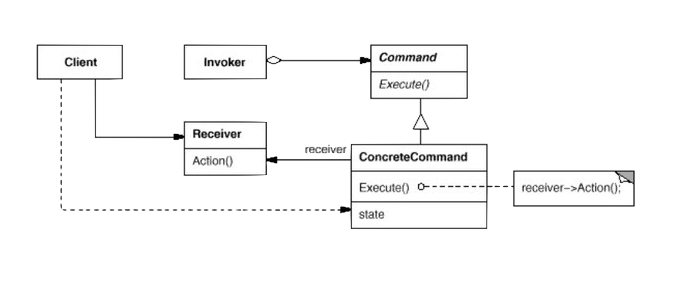 Client
Invoker
Command
Execute()
Receiver
Action()
receiver
ConcreteCommand
Execute()
receiver->Action();
state